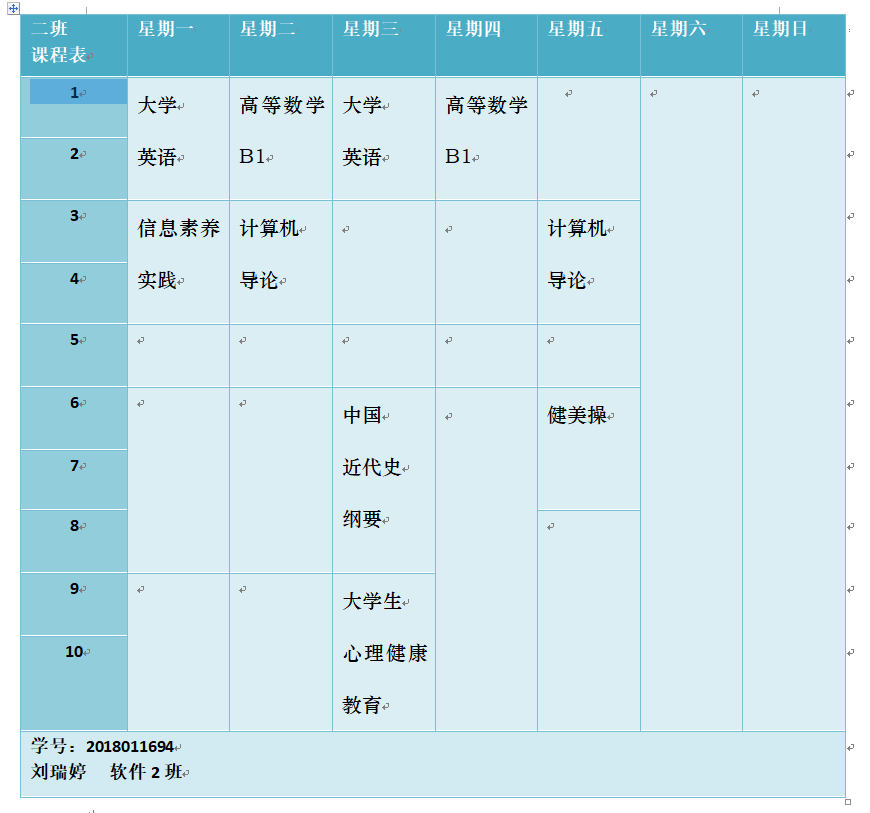 二班 星期一 星期二 星期三 星期四 星期五 星期六 星期日
课程表
1
大学 高等数学 大学 高等数学
2
英语 B1 英语 B1
3
信息素养 计算机 计算机
4
实践 导论 导论
5
6
中国 健美操
7
近代史
8
纲要
9
大学生
10
心理健康
教育
学号：2018011694
刘瑞婷 软件 2 班